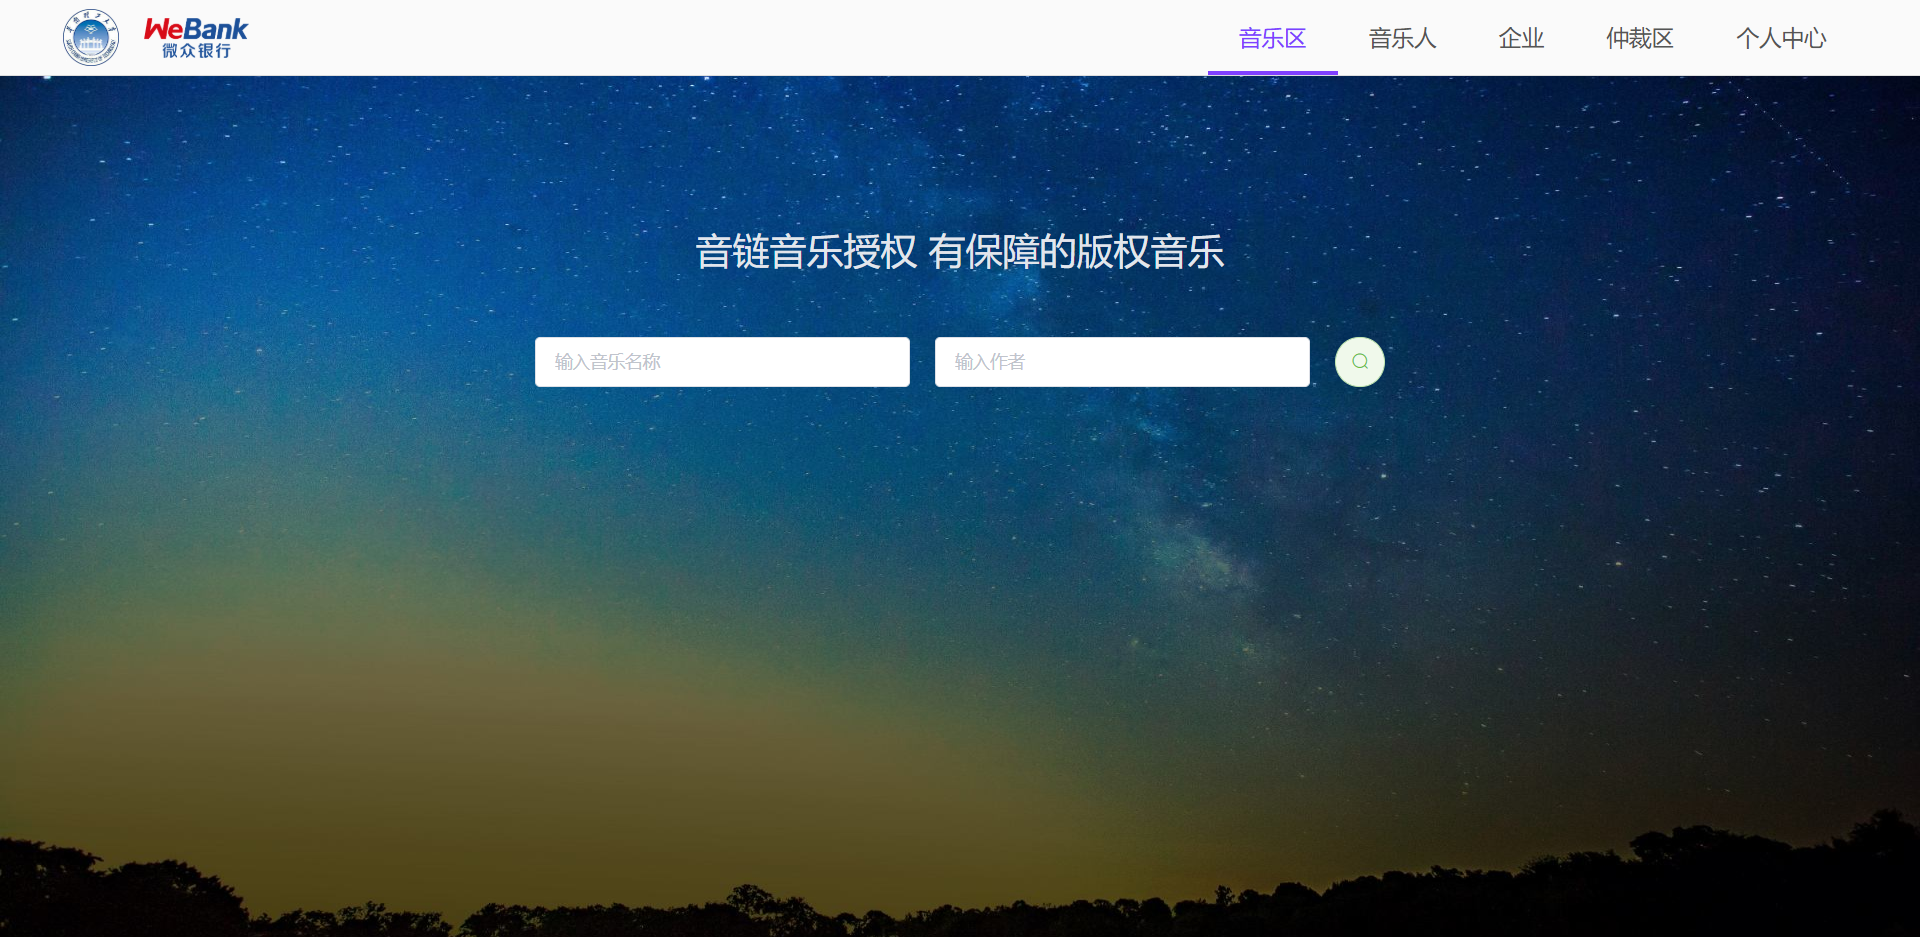 WeBank
微众银行
音乐区 音乐人 企业 仲裁区 个人中心
音链音乐授权 有保障的版权音乐
输入音乐名称 输入作者